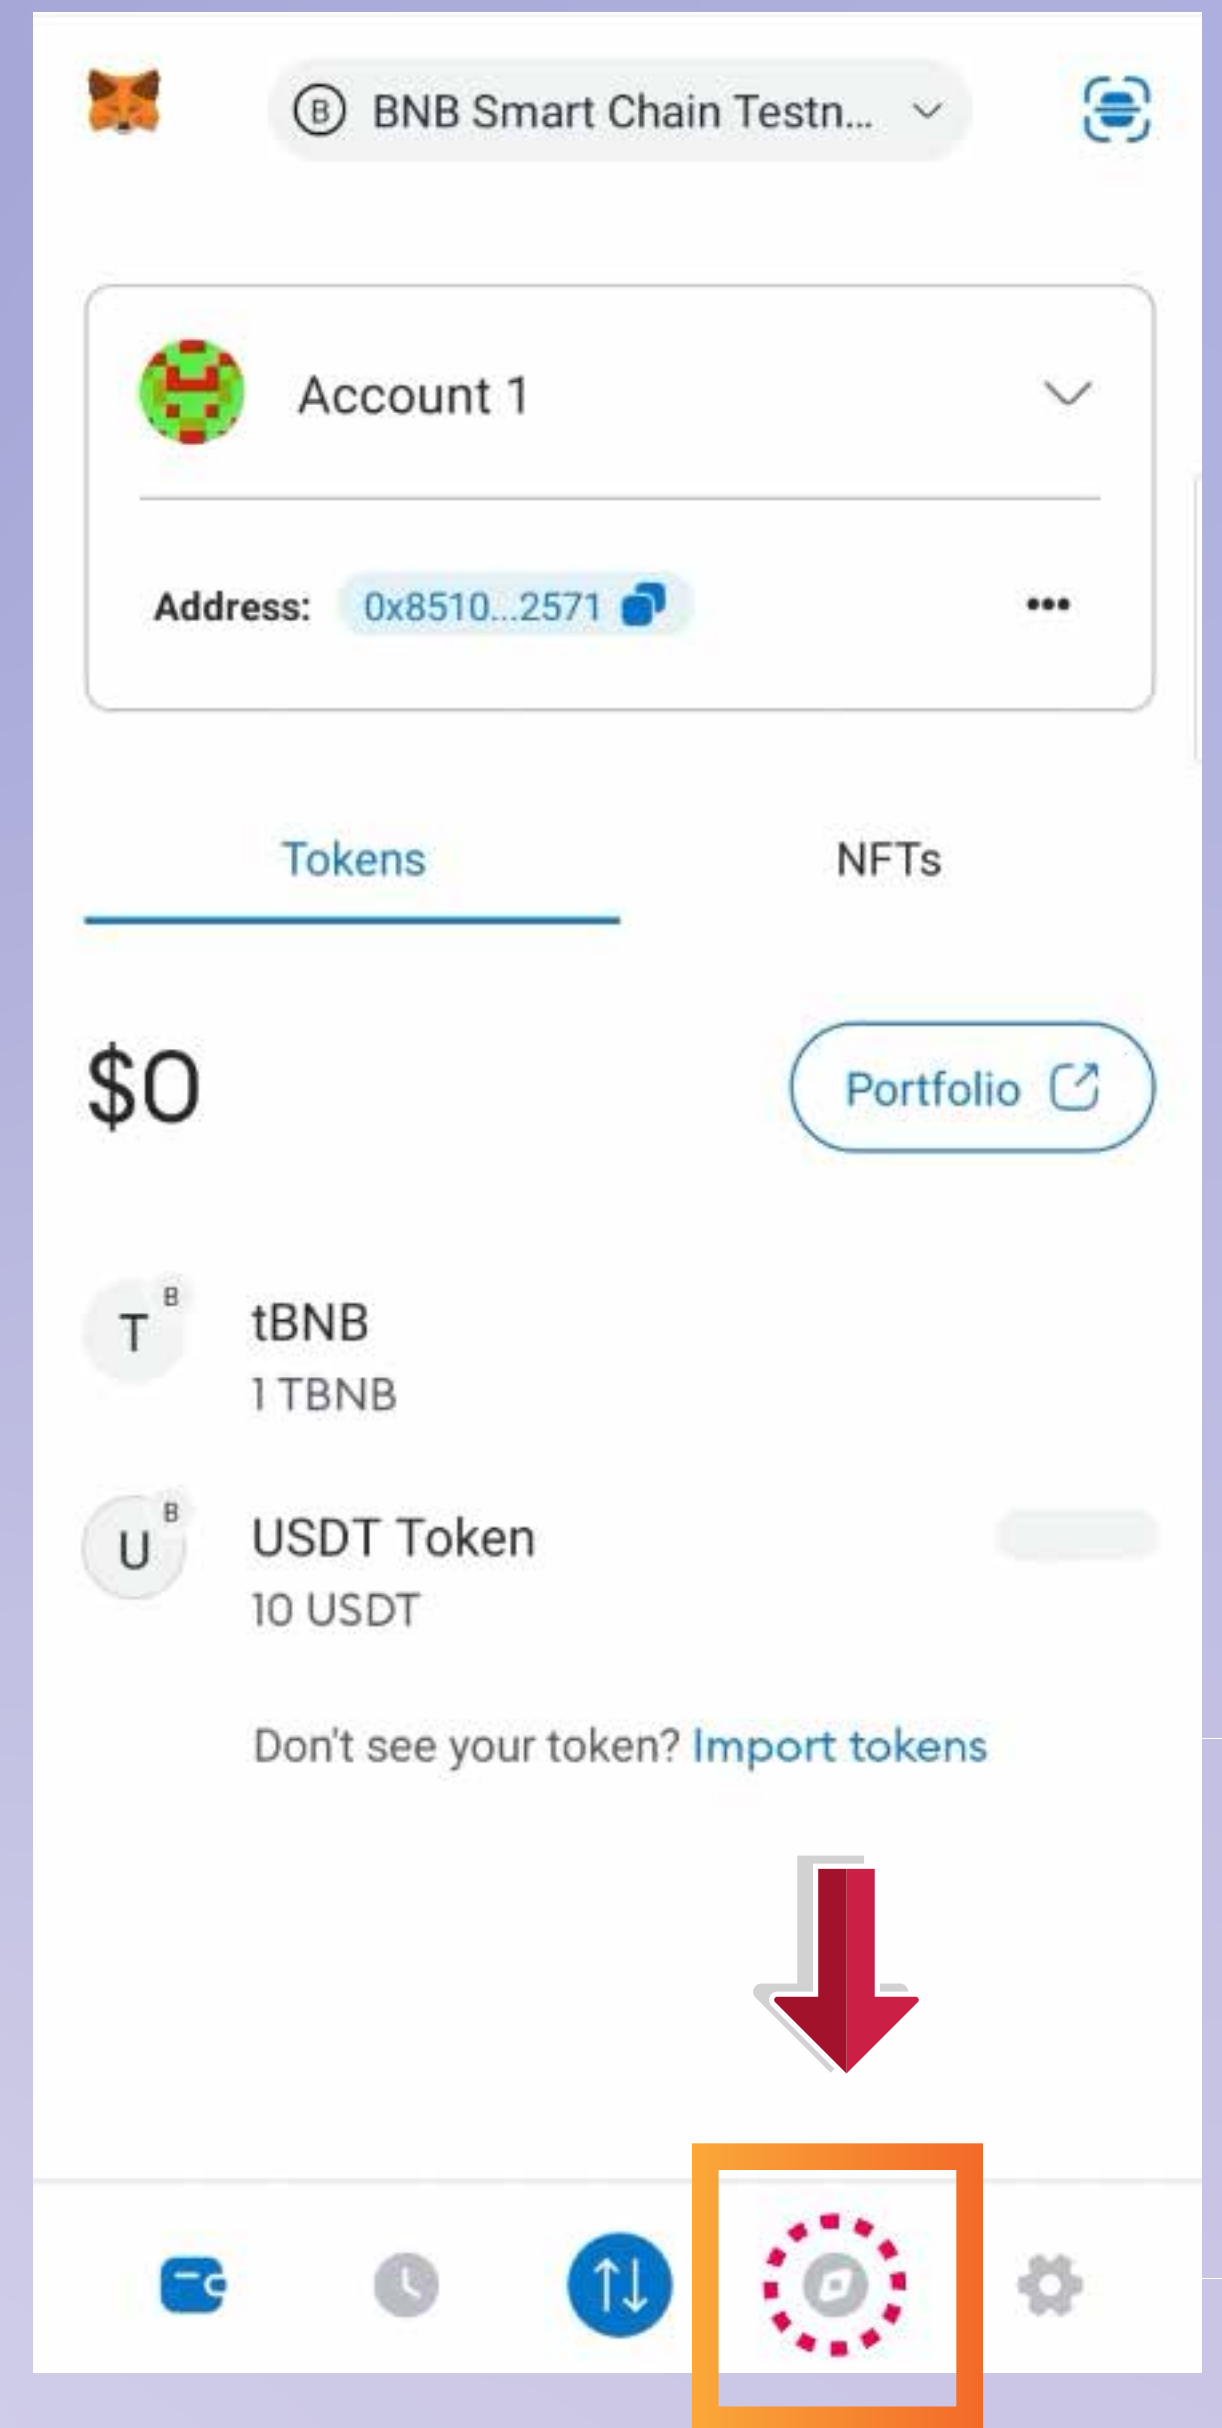 B BNB Smart Chain Testn...
Account 1
Address: 0x8510...2571
Tokens NFTs
$0 Portfolio
T B tBNB
1 TBNB
U B USDT Token
10 USDT
Don't see your token? Import tokens